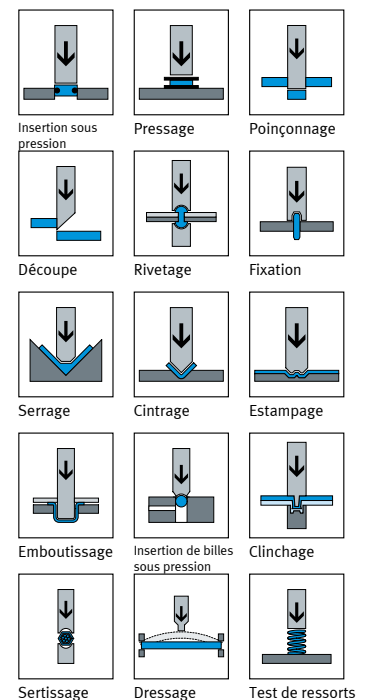 Insertion sous
pression
Pressage
Poinçonnage
Découpe
Rivetage
Fixation
Serrage
Cintrage
Estampage
Emboutissage
Insertion de billes
sous pression
Clinchage
Sertissage
Dressage
Test de ressorts